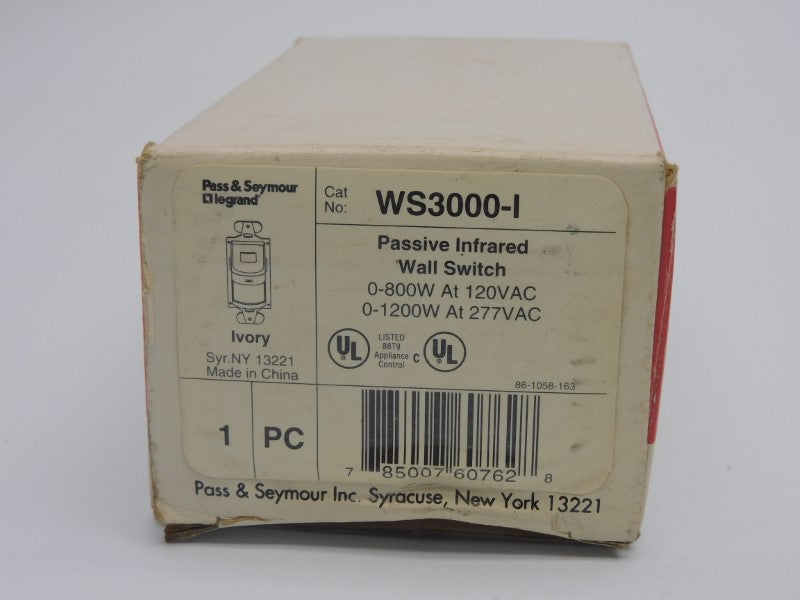 Pass & Seymour
legrand
Cat
No:
WS3000-I
Passive Infrared
Wall Switch
0-800W At 120VAC
0-1200W At 277VAC
Ivory
Syr.NY 13221
Made in China
UL
LISTED
88T9
Appliance
Control
C
UL
86-1058-163
1
PC
7 85007 60762 8
Pass & Seymour Inc. Syracuse, New York 13221